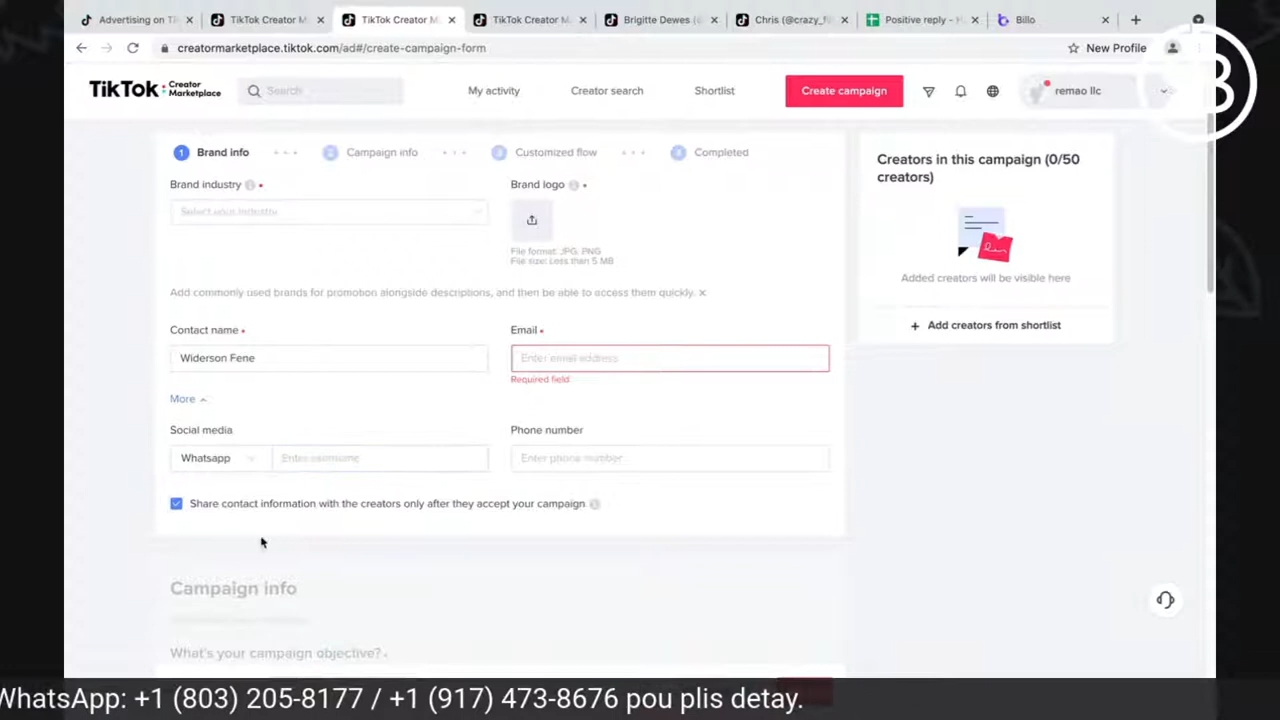 Advertising on Ti
TikTok Creator M
TikTok Creator M
TikTok Creator M
Brigitte Dewes (@
Chris (@crazy_fi
Positive reply - H
Billo
creatormarketplace.tiktok.com/ad#/create-campaign-form
New Profile
TikTok: Creator Marketplace
Search
My activity
Creator search
Shortlist
Create campaign
remao llc
1 Brand info
2 Campaign info
3 Customized flow
4 Completed
Brand industry
Select your industry
Brand logo
File format: JPG, PNG
File size: Less than 5 MB
Add commonly used brands for promotion alongside descriptions, and then be able to access them quickly.
Contact name
Widerson Fene
Email
Enter email address
Required field
More
Social media
Whatsapp
Enter username
Phone number
Enter phone number
Share contact information with the creators only after they accept your campaign
Creators in this campaign (0/50
creators)
Added creators will be visible here
+ Add creators from shortlist
Campaign info
What's your campaign objective?
WhatsApp: +1 (803) 205-8177 / +1 (917) 473-8676 pou plis detay.